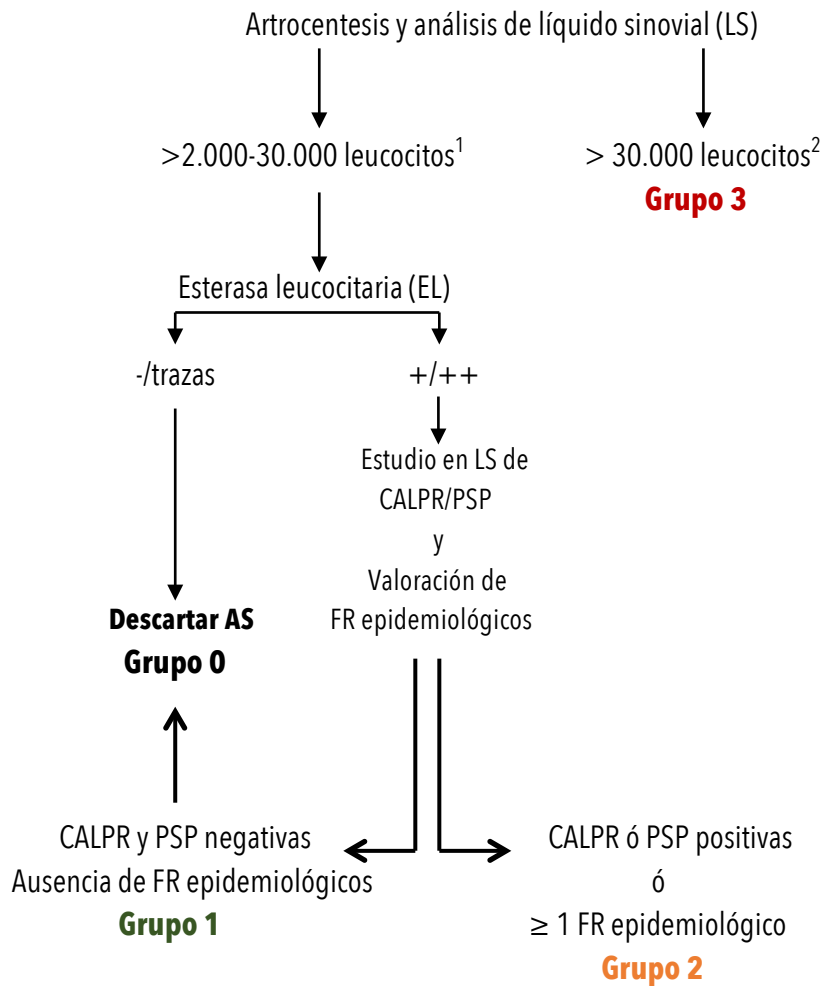 Artrocentesis y análisis de líquido sinovial (LS)
>2.000-30.000 leucocitos¹
> 30.000 leucocitos²
Grupo 3
Esterasa leucocitaria (EL)
-/trazas
+/++
Estudio en LS de
CALPR/PSP
y
Valoración de
FR epidemiológicos
Descartar AS
Grupo 0
CALPR y PSP negativas
Ausencia de FR epidemiológicos
Grupo 1
CALPR ó PSP positivas
ó
≥ 1 FR epidemiológico
Grupo 2